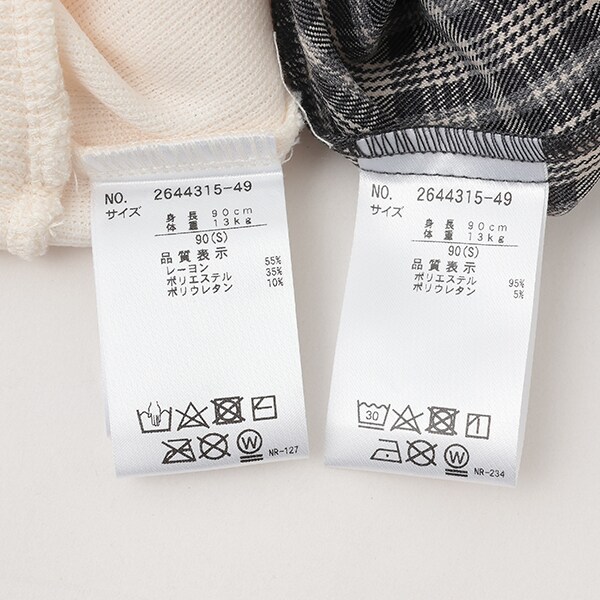 NO. 2644315-49
サイズ
身長 90cm
体重 13kg
90(S)
品質表示
レーヨン 55%
ポリエステル 35%
ポリウレタン 10%
NR-127
NO. 2644315-49
サイズ
身長 90cm
体重 13kg
90(S)
品質表示
ポリエステル 95%
ポリウレタン 5%
30
W
W
NR-234